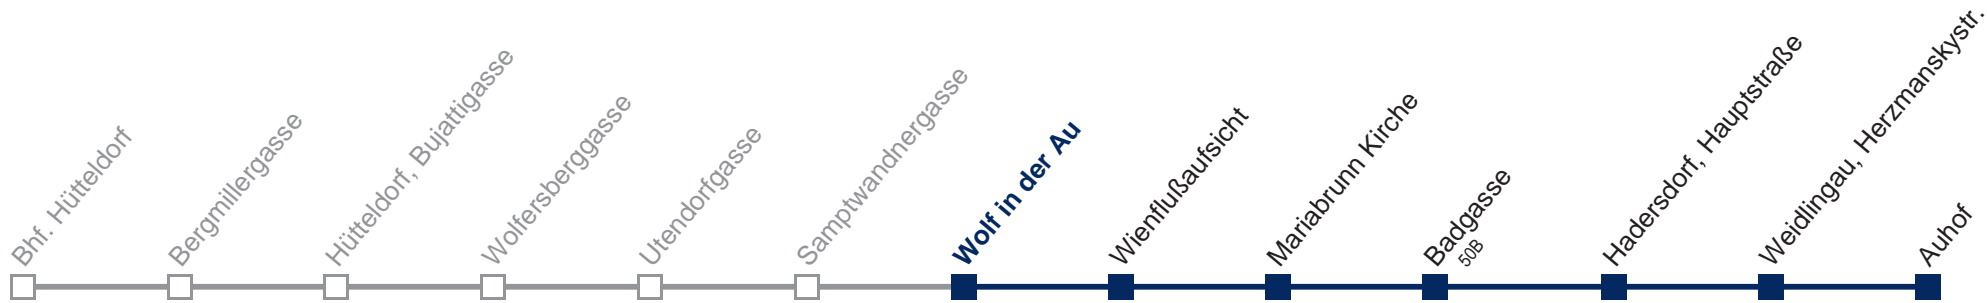 Bhf. Hütteldorf
Bergmillergasse
Hütteldorf, Bujattigasse
Wolfersberggasse
Utendorfgasse
Samptwandnergasse
Wolf in der Au
Wienflußaufsicht
Mariabrunn Kirche
Badgasse
50B
Hadersdorf, Hauptstraße
Weidlingau, Herzmanskystr.
Auhof